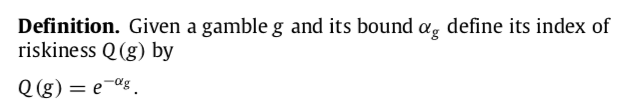 Definition. Given a gamble g and its bound α_g define its index of
riskiness Q(g) by
Q(g) = e^{−α_g}.